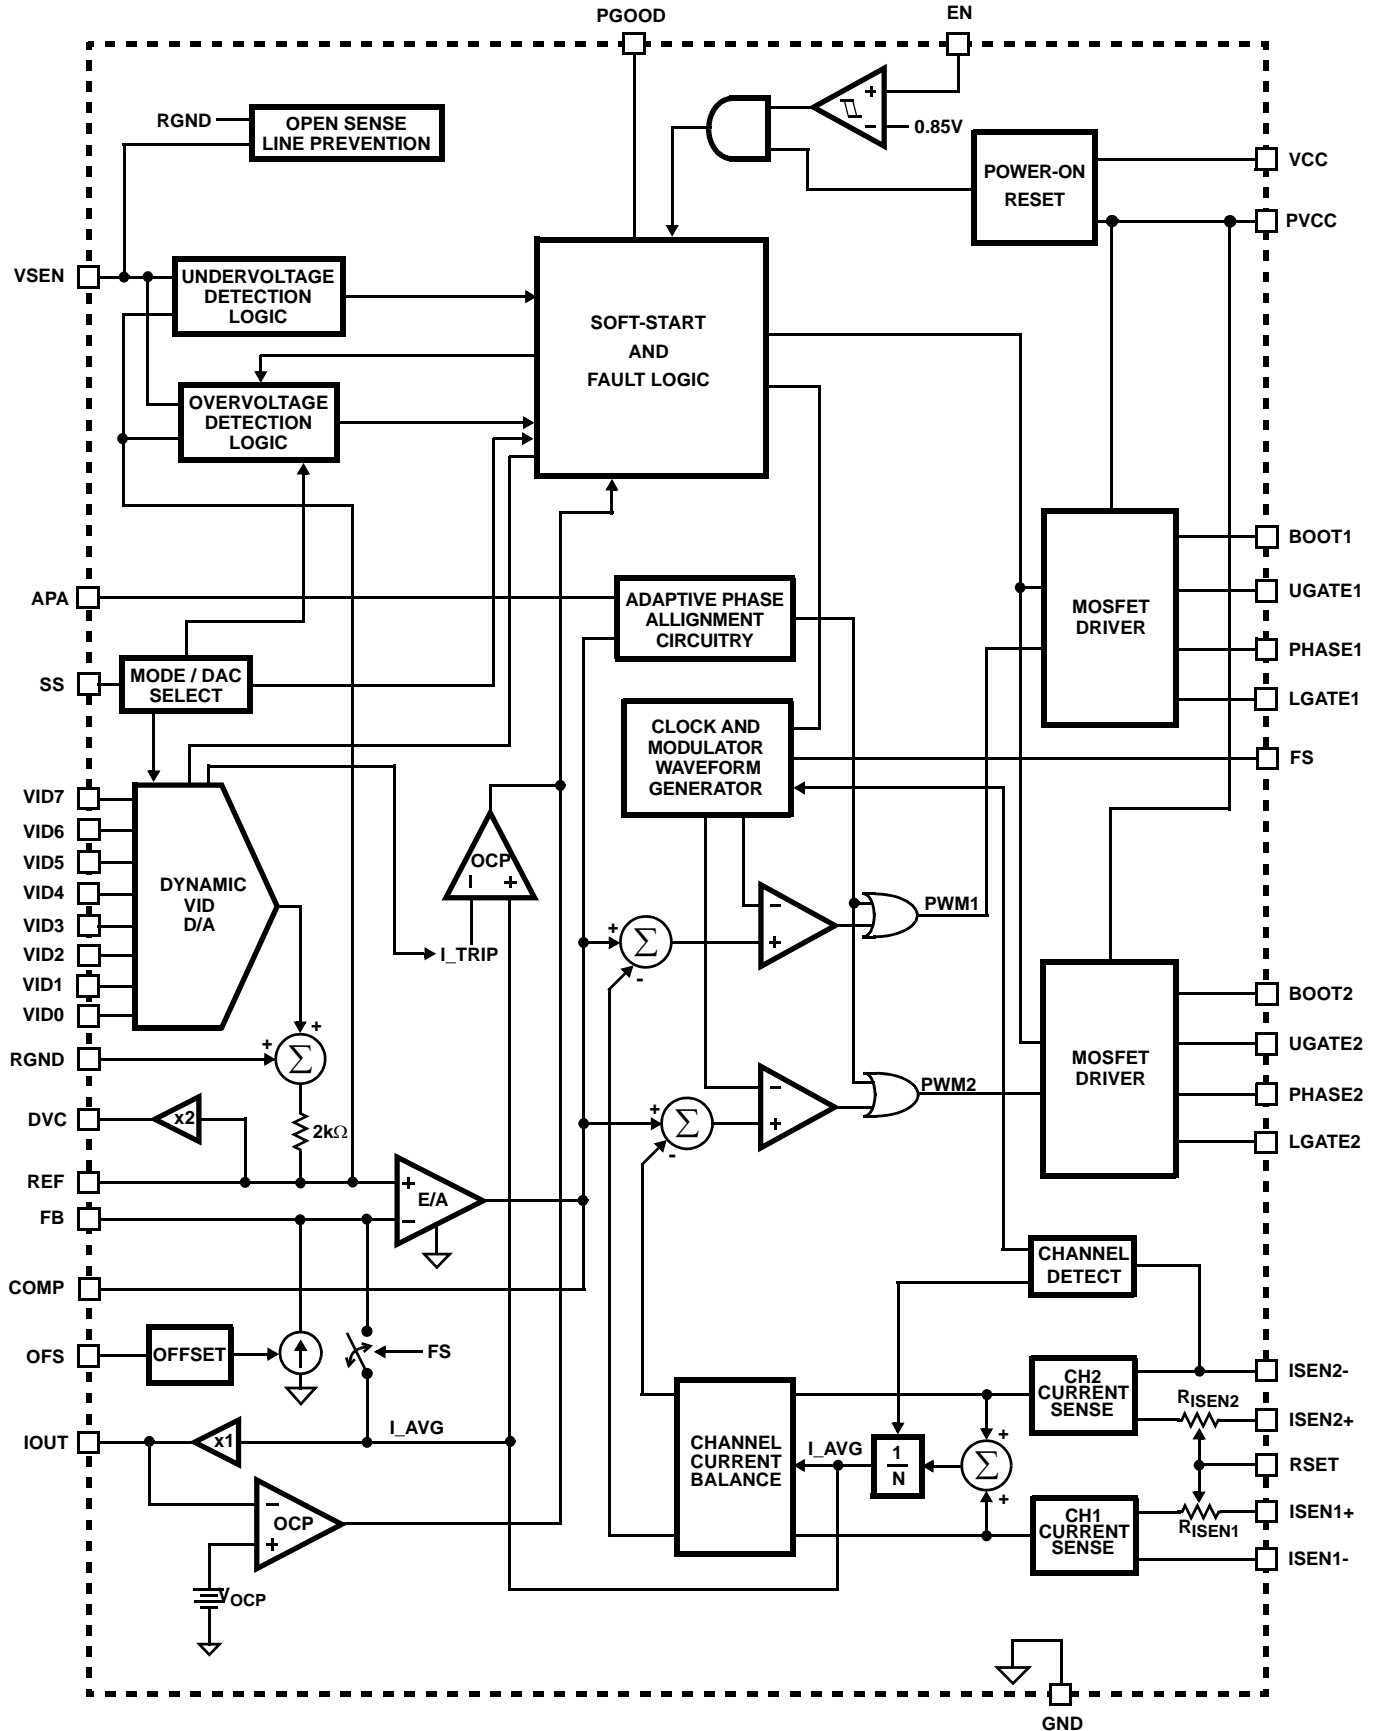 PGOOD
EN
RGND
OPEN SENSE
LINE PREVENTION
+
−
0.85V
POWER-ON
RESET
VCC
PVCC
VSEN
UNDERVOLTAGE
DETECTION
LOGIC
SOFT-START
AND
FAULT LOGIC
OVERVOLTAGE
DETECTION
LOGIC
BOOT1
APA
ADAPTIVE PHASE
ALLIGNMENT
CIRCUITRY
MOSFET
DRIVER
UGATE1
PHASE1
SS
MODE / DAC
SELECT
LGATE1
CLOCK AND
MODULATOR
WAVEFORM
GENERATOR
FS
VID7
VID6
VID5
VID4
VID3
VID2
VID1
VID0
DYNAMIC
VID
D/A
OCP
−
+
I_TRIP
+
Σ
-
−
+
PWM1
BOOT2
RGND
+
+
Σ
MOSFET
DRIVER
UGATE2
DVC
x2
2kΩ
+
Σ
-
−
+
PWM2
PHASE2
LGATE2
REF
FB
+
E/A
−
COMP
CHANNEL
DETECT
OFS
OFFSET
FS
CH2
CURRENT
SENSE
ISEN2-
RISEN2
ISEN2+
IOUT
x1
I_AVG
CHANNEL
CURRENT
BALANCE
I_AVG
1
N
+
Σ
+
RSET
−
OCP
+
CH1
CURRENT
SENSE
ISEN1+
RISEN1
ISEN1-
VOCP
GND